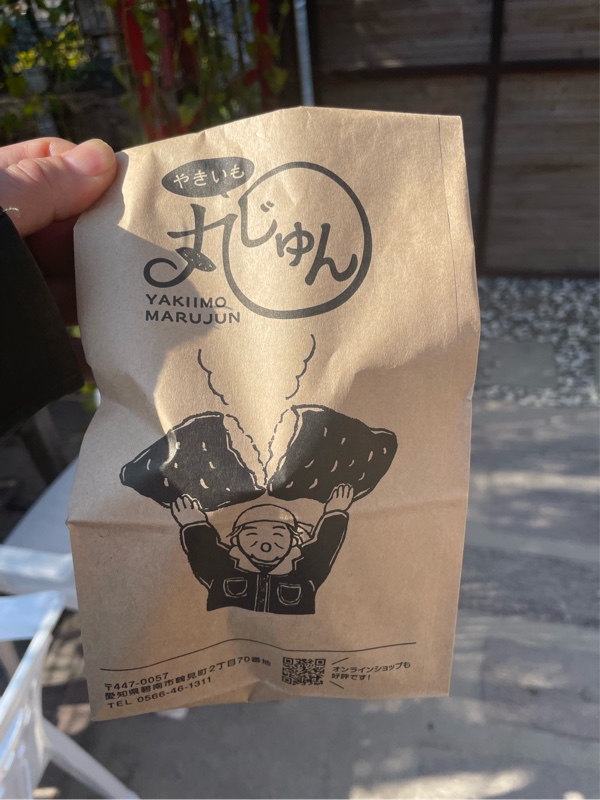 やきいも
丸じゅん
YAKIIMO
MARUJUN
〒447-0057
愛知県碧南市鶴見町2丁目70番地
TEL 0566-46-1311
オンラインショップも
好評です!